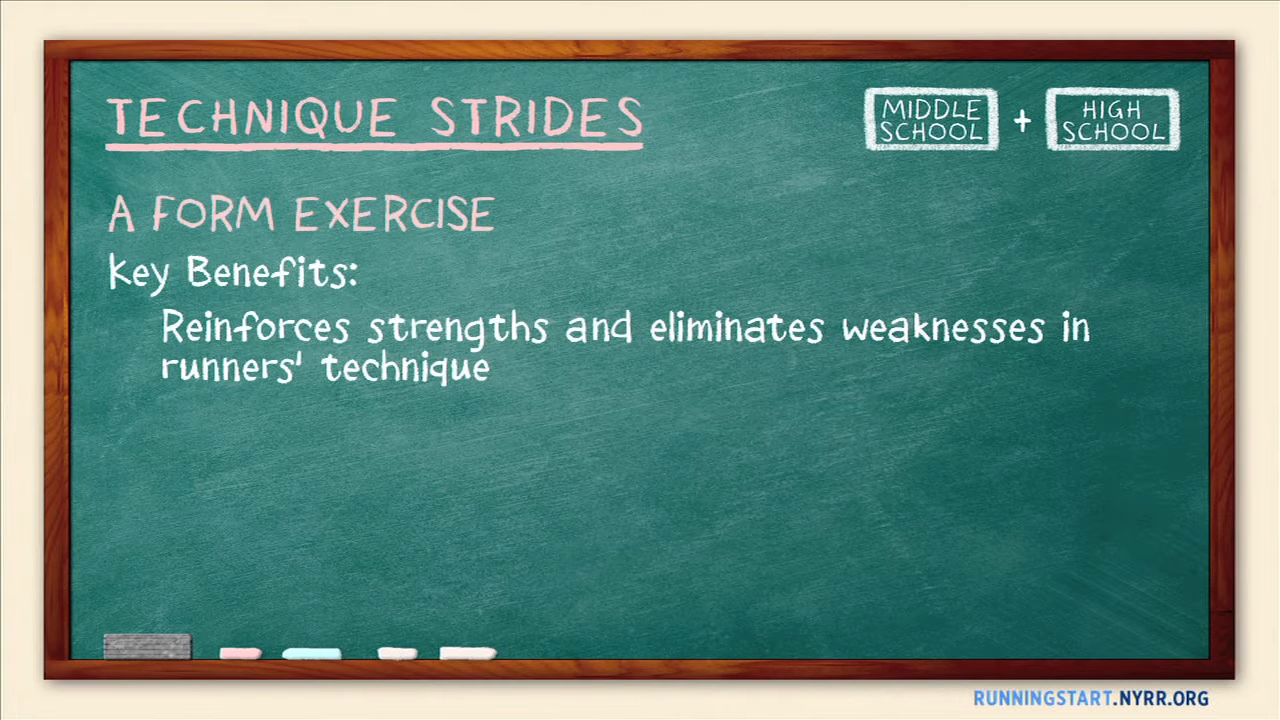 TECHNIQUE STRIDES
MIDDLE SCHOOL + HIGH SCHOOL
A FORM EXERCISE
Key Benefits:
Reinforces strengths and eliminates weaknesses in
runners' technique
RUNNINGSTART.NYRR.ORG